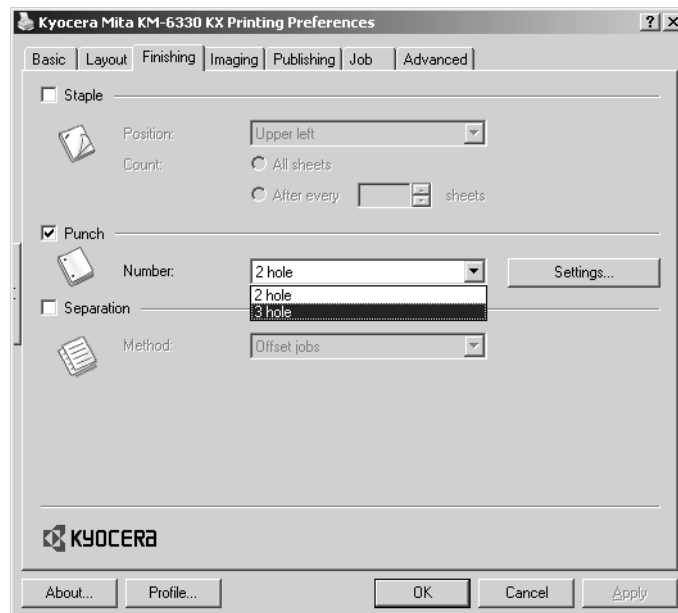 Kyocera Mita KM-6330 KX Printing Preferences
Basic Layout Finishing Imaging Publishing Job Advanced
Staple
Position: Upper left
Count: All sheets
After every sheets
Punch
Number: 2 hole Settings...
2 hole
Separation
3 hole
Method: Offset jobs
KYOCERA
About... Profile... OK Cancel Apply